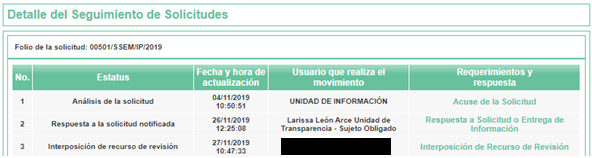 Detalle del Seguimiento de Solicitudes
Folio de la solicitud: 00501/SSEM/IP/2019
No. Estatus Fecha y hora de actualización Usuario que realiza el movimiento Requerimientos y respuesta
1 Análisis de la solicitud 04/11/2019 10:50:51 UNIDAD DE INFORMACIÓN Acuse de la Solicitud
2 Respuesta a la solicitud notificada 26/11/2019 12:25:08 Larissa León Arce Unidad de Transparencia - Sujeto Obligado Respuesta a Solicitud o Entrega de Información
3 Interposición de recurso de revisión 27/11/2019 10:47:33 Interposición de Recurso de Revisión